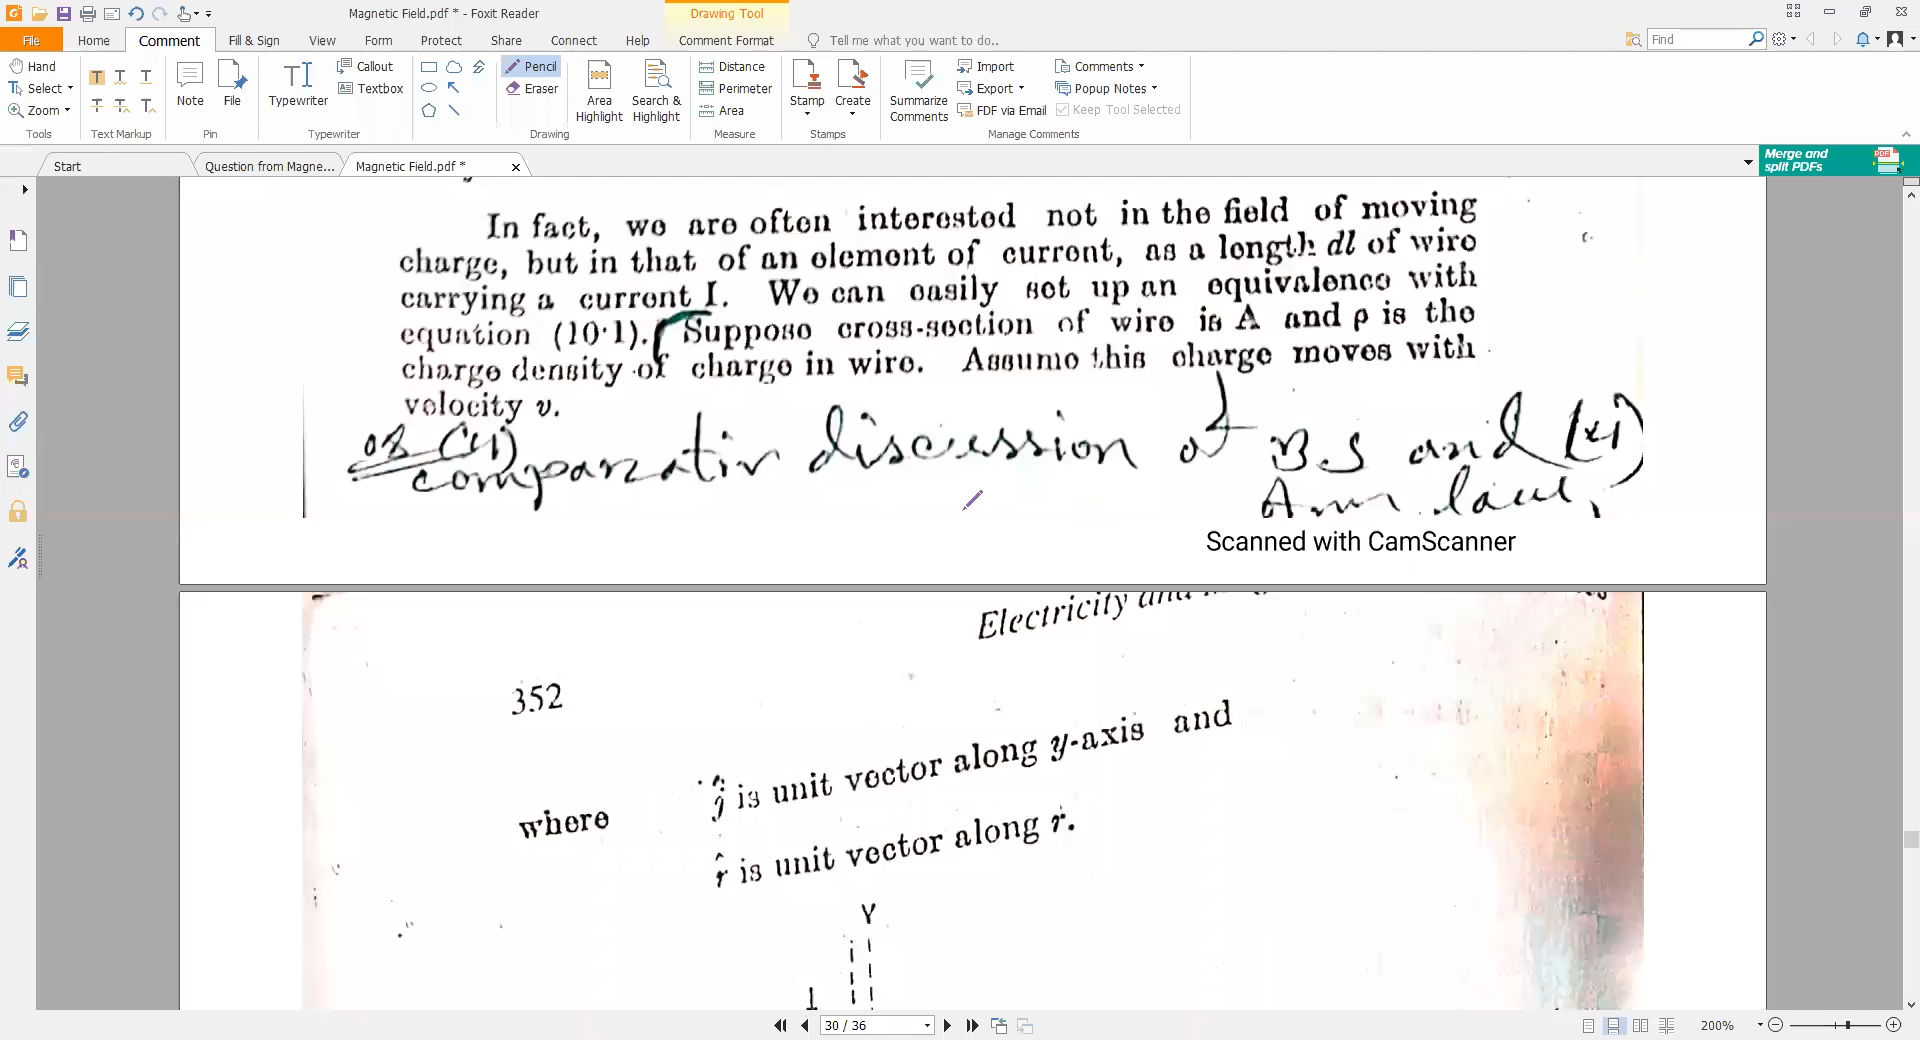 Magnetic Field.pdf * - Foxit Reader
Drawing Tool
File Home Comment Fill & Sign View Form Protect Share Connect Help Comment Format Tell me what you want to do.. Find
Hand
Select
Zoom
Tools
Text Markup
Note
File
Pin
Typewriter
Callout
Textbox
Typewriter
Pencil
Eraser
Area Highlight
Search & Highlight
Drawing
Distance
Perimeter
Area
Measure
Stamp
Create
Stamps
Summarize Comments
Import
Export
FDF via Email
Comments
Popup Notes
Keep Tool Selected
Manage Comments
Start
Question from Magne...
Magnetic Field.pdf *
Merge and
split PDFs
In fact, we are often interested not in the field of moving
charge, but in that of an element of current, as a length dl of wire
carrying a current I. We can easily set up an equivalence with
equation (10·1). Suppose cross-section of wire is A and ρ is the
charge density of charge in wire. Assume this charge moves with
velocity v.
discussion of B.S and (xi)
Scanned with CamScanner
Electricity and
352
where ĵ is unit vector along y-axis and
r̂ is unit vector along r.
Y
I
30 / 36
200%